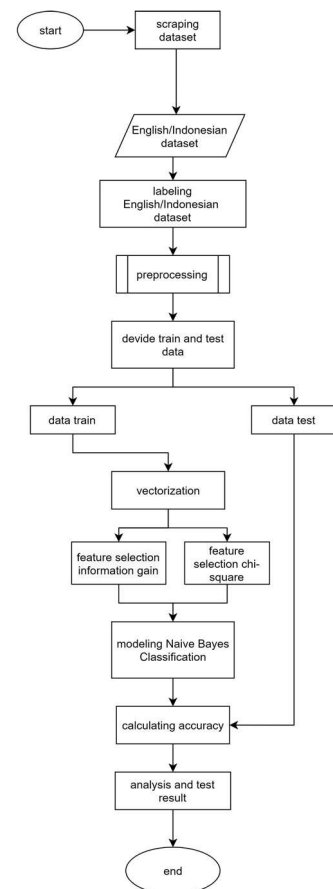 start
scraping
dataset
English/Indonesian
dataset
labeling
English/Indonesian
dataset
preprocessing
devide train and test
data
data train
data test
vectorization
feature selection
information gain
feature
selection chi-
square
modeling Naive Bayes
Classification
calculating accuracy
analysis and test
result
end